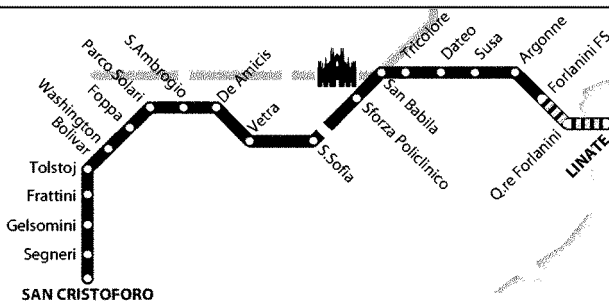 S.Ambrogio
Parco Solari
Foppa
Washington
Bolivar
Tolstoj
Frattini
Gelsomini
Segneri
SAN CRISTOFORO
De Amicis
Vetra
S.Sofia
Sforza Policlinico
San Babila
Tricolore
Dateo
Susa
Argonne
Forlanini FS
Q.re Forlanini
LINATE